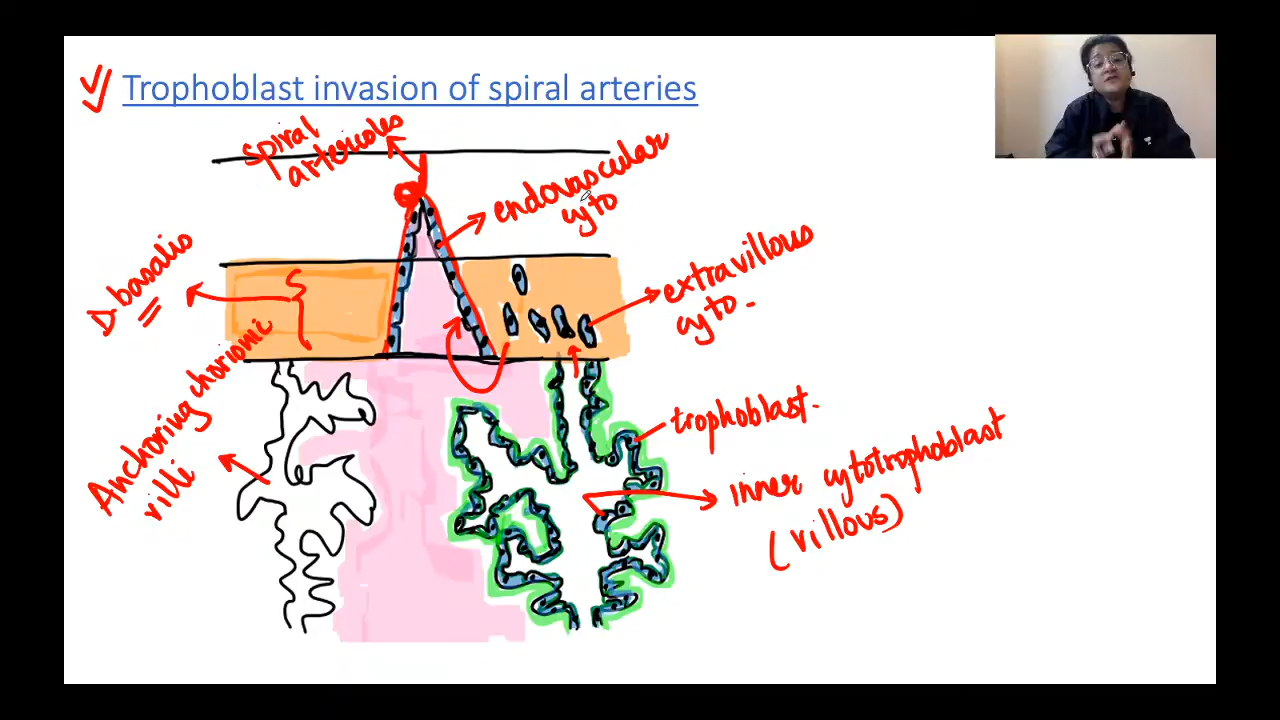 Trophoblast invasion of spiral arteries
spiral
arterioles
endovascular
cyto
D.basalis
extravillous
cyto.
Anchoring chorionic
villi
trophoblast.
inner cytotrophoblast
(villous)